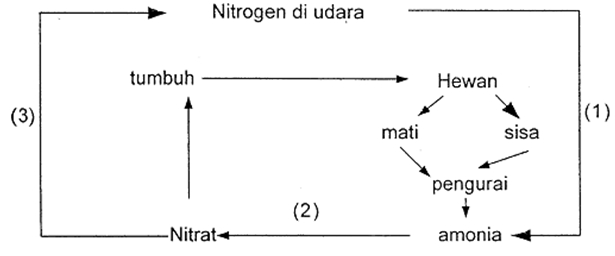 Nitrogen di udara
tumbuh
Hewan
(3)
(1)
mati
sisa
pengurai
(2)
Nitrat
amonia